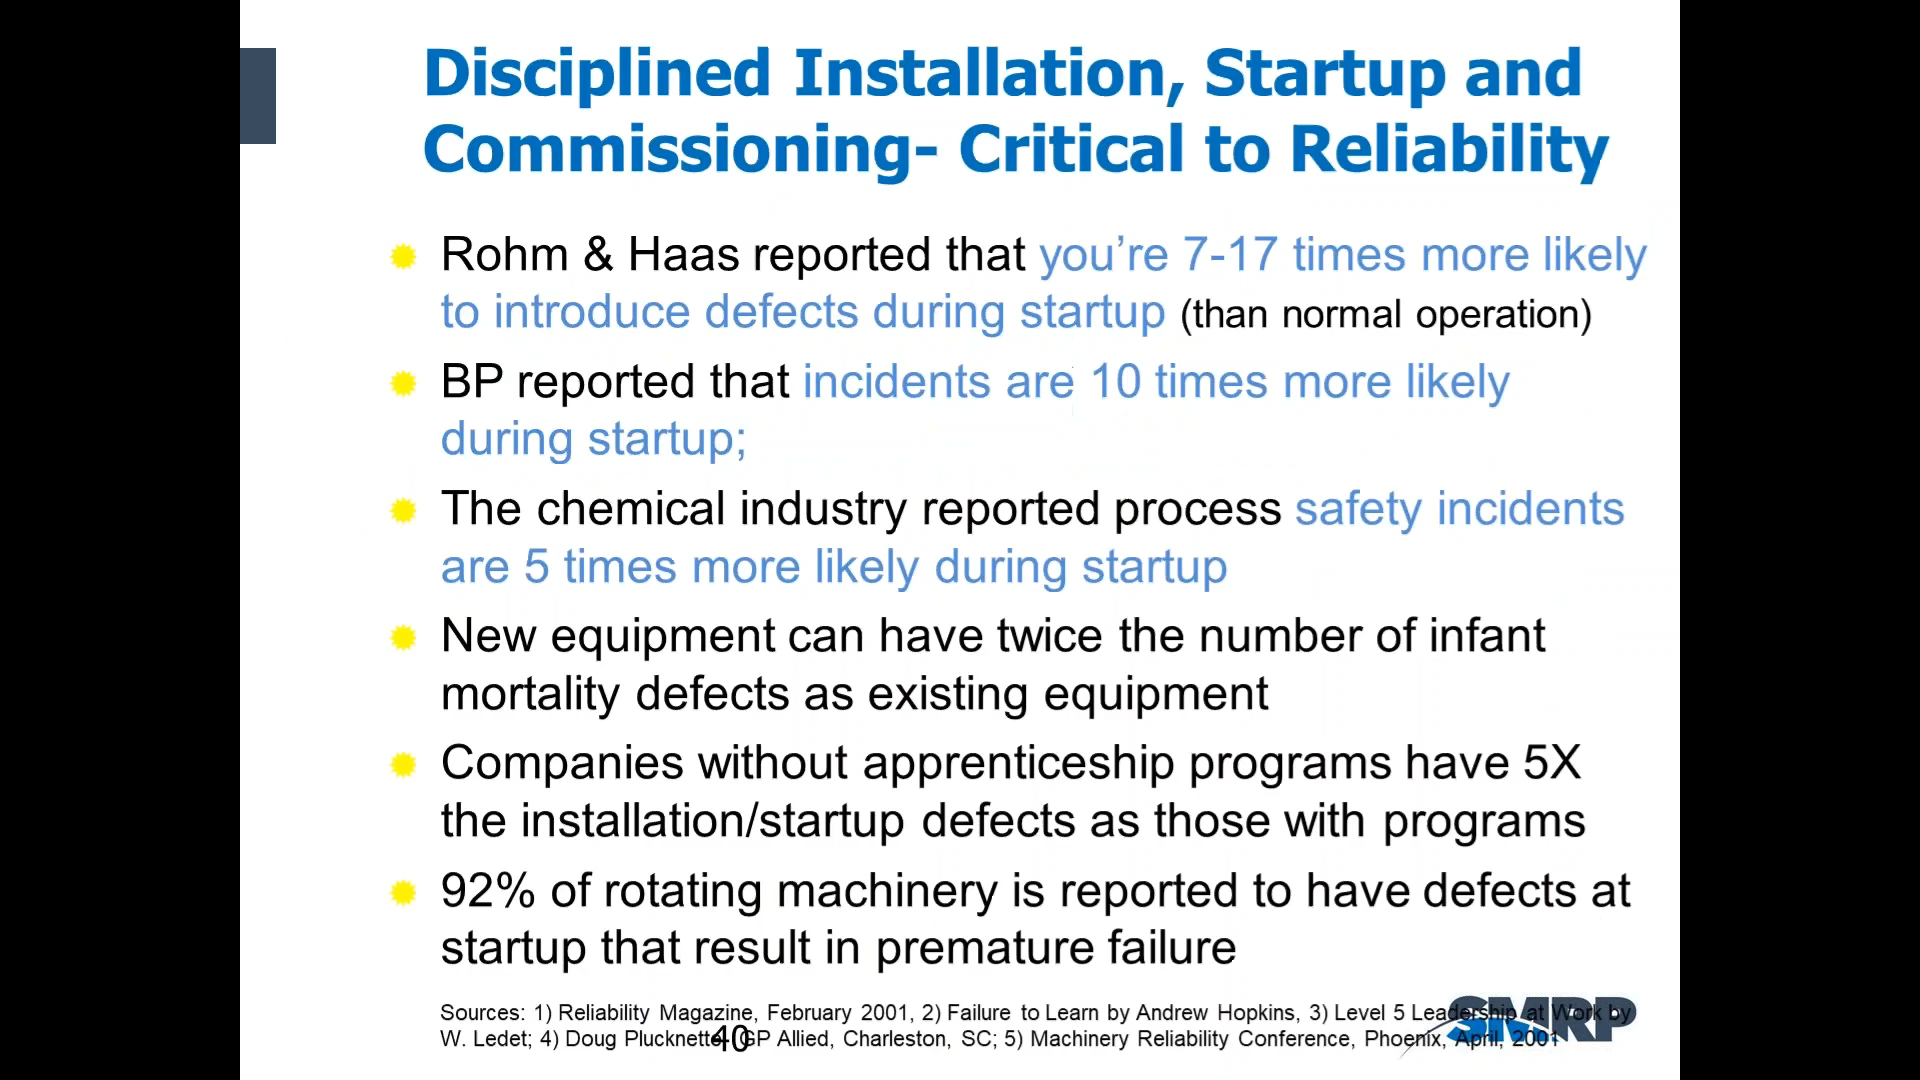 Disciplined Installation, Startup and
Commissioning- Critical to Reliability
Rohm & Haas reported that you’re 7-17 times more likely
to introduce defects during startup (than normal operation)
BP reported that incidents are 10 times more likely
during startup;
The chemical industry reported process safety incidents
are 5 times more likely during startup
New equipment can have twice the number of infant
mortality defects as existing equipment
Companies without apprenticeship programs have 5X
the installation/startup defects as those with programs
92% of rotating machinery is reported to have defects at
startup that result in premature failure
Sources: 1) Reliability Magazine, February 2001, 2) Failure to Learn by Andrew Hopkins, 3) Level 5 Leadership at Work by
W. Ledet; 4) Doug Plucknette, GP Allied, Charleston, SC; 5) Machinery Reliability Conference, Phoenix, April, 2001
40
SMRP